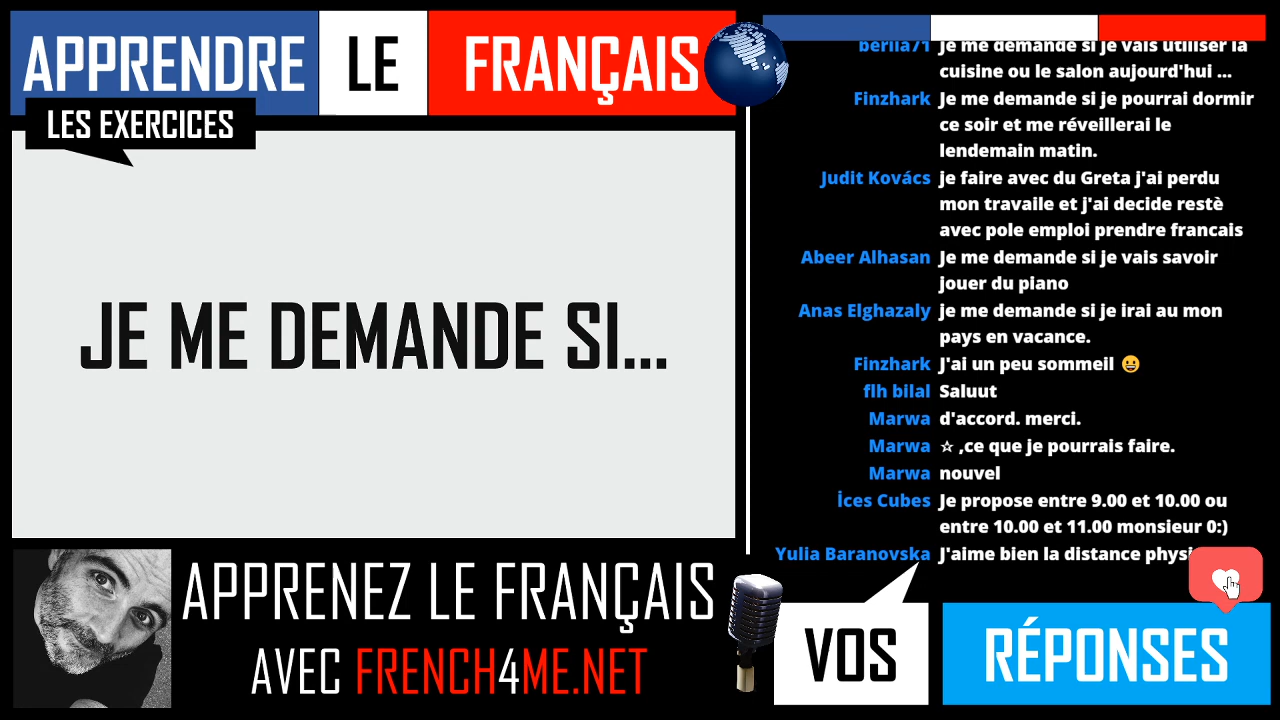 APPRENDRE LE FRANÇAIS
LES EXERCICES
JE ME DEMANDE SI...
APPRENEZ LE FRANÇAIS
AVEC FRENCH4ME.NET
berila71 Je me demande si je vais utiliser la
cuisine ou le salon aujourd'hui ...
Finzhark Je me demande si je pourrai dormir
ce soir et me réveillerai le
lendemain matin.
Judit Kovács je faire avec du Greta j'ai perdu
mon travaile et j'ai decide restè
avec pole emploi prendre francais
Abeer Alhasan Je me demande si je vais savoir
jouer du piano
Anas Elghazaly je me demande si je irai au mon
pays en vacance.
Finzhark J'ai un peu sommeil 😀
flh bilal Saluut
Marwa d'accord. merci.
Marwa ☆ ,ce que je pourrais faire.
Marwa nouvel
İces Cubes Je propose entre 9.00 et 10.00 ou
entre 10.00 et 11.00 monsieur 0:)
Yulia Baranovska J'aime bien la distance physi
VOS RÉPONSES